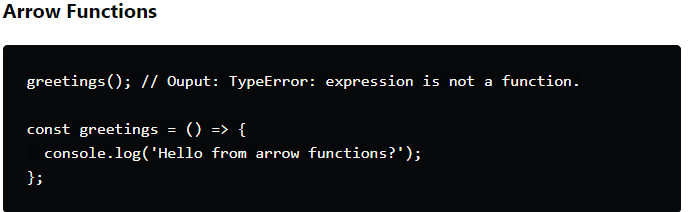 Arrow Functions
greetings(); // Ouput: TypeError: expression is not a function.
const greetings = () => {
  console.log('Hello from arrow functions?');
};